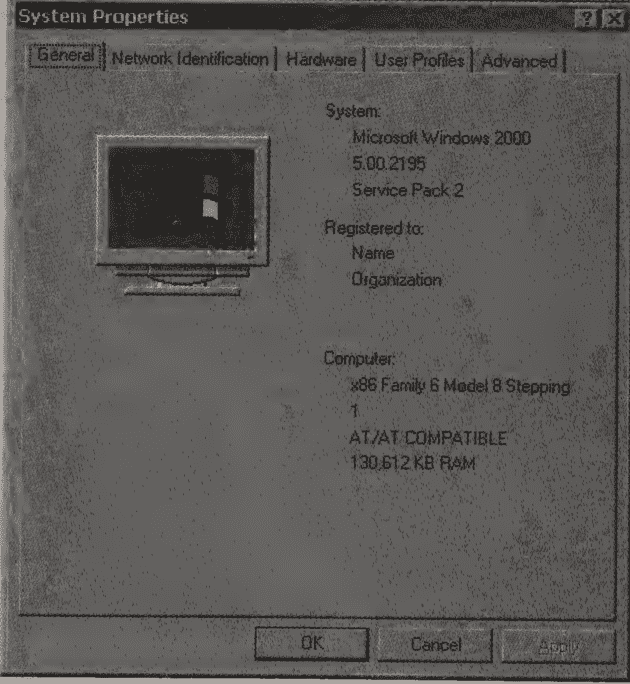 System Properties
General Network Identification Hardware User Profiles Advanced
System:
Microsoft Windows 2000
5.00.2195
Service Pack 2
Registered to:
Name
Organization
Computer:
x86 Family 6 Model 8 Stepping
1
AT/AT COMPATIBLE
130,612 KB RAM
OK Cancel Apply